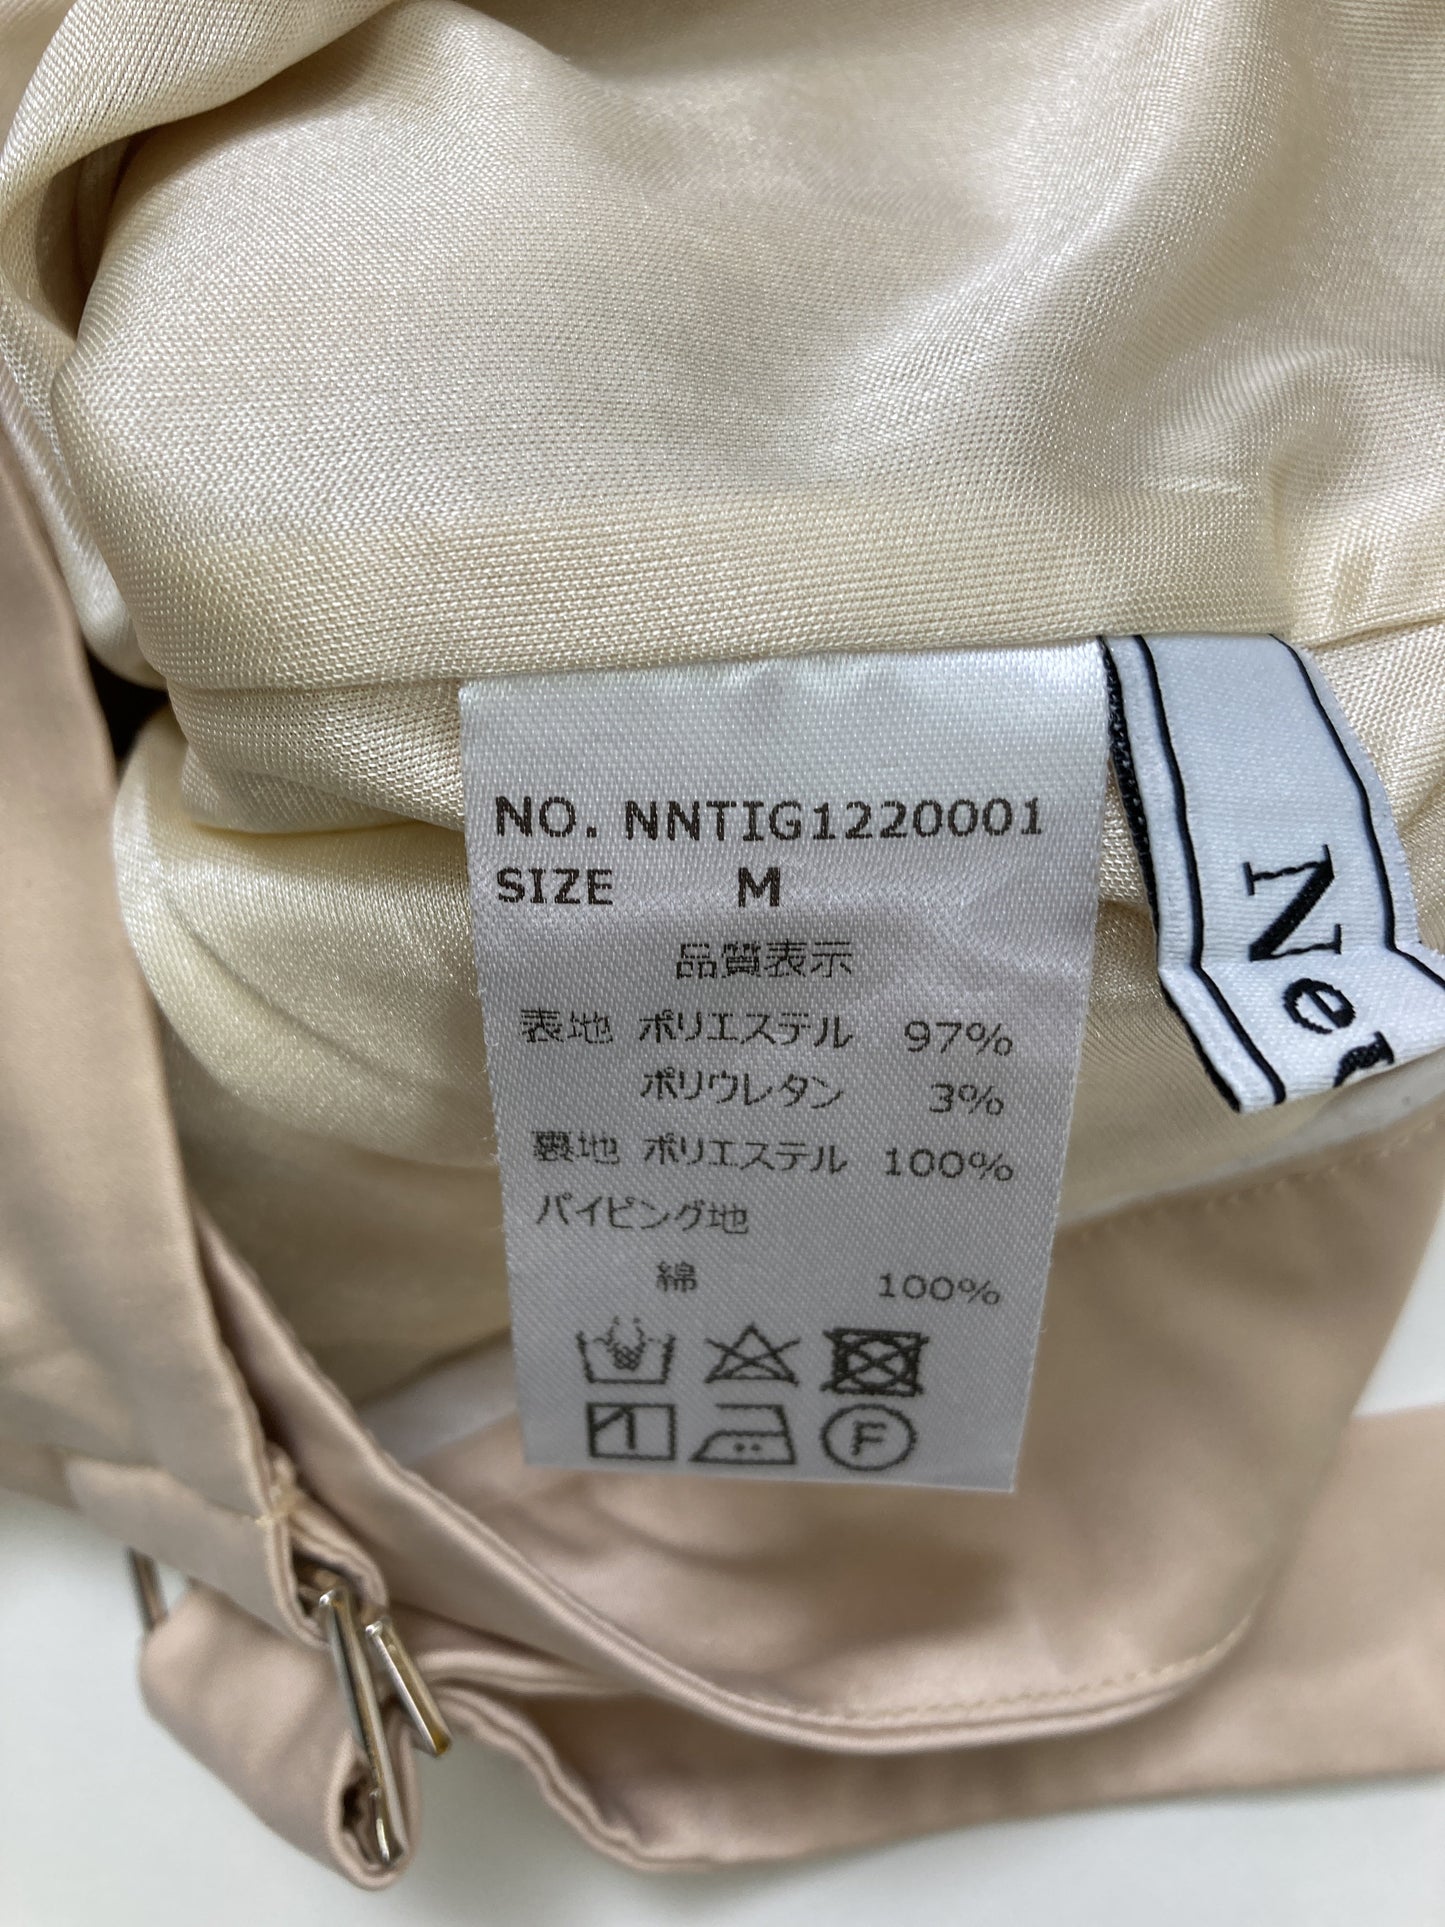 NO. NNTIG1220001
SIZE M
品質表示
表地 ポリエステル 97%
ポリウレタン 3%
裏地 ポリエステル 100%
パイピング地
綿 100%
F
Ne